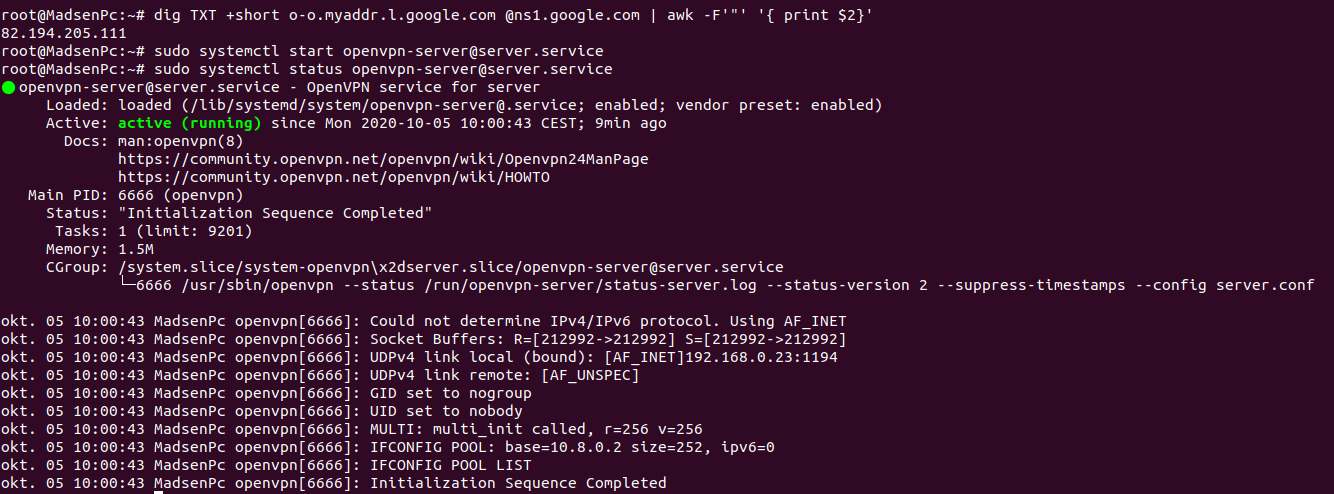 root@MadsenPc:~# dig TXT +short o-o.myaddr.l.google.com @ns1.google.com | awk -F'"' '{ print $2}'
82.194.205.111
root@MadsenPc:~# sudo systemctl start openvpn-server@server.service
root@MadsenPc:~# sudo systemctl status openvpn-server@server.service
● openvpn-server@server.service - OpenVPN service for server
     Loaded: loaded (/lib/systemd/system/openvpn-server@.service; enabled; vendor preset: enabled)
     Active: active (running) since Mon 2020-10-05 10:00:43 CEST; 9min ago
       Docs: man:openvpn(8)
             https://community.openvpn.net/openvpn/wiki/Openvpn24ManPage
             https://community.openvpn.net/openvpn/wiki/HOWTO
   Main PID: 6666 (openvpn)
     Status: "Initialization Sequence Completed"
      Tasks: 1 (limit: 9201)
     Memory: 1.5M
     CGroup: /system.slice/system-openvpn\x2dserver.slice/openvpn-server@server.service
             └─6666 /usr/sbin/openvpn --status /run/openvpn-server/status-server.log --status-version 2 --suppress-timestamps --config server.conf
okt. 05 10:00:43 MadsenPc openvpn[6666]: Could not determine IPv4/IPv6 protocol. Using AF_INET
okt. 05 10:00:43 MadsenPc openvpn[6666]: Socket Buffers: R=[212992->212992] S=[212992->212992]
okt. 05 10:00:43 MadsenPc openvpn[6666]: UDPv4 link local (bound): [AF_INET]192.168.0.23:1194
okt. 05 10:00:43 MadsenPc openvpn[6666]: UDPv4 link remote: [AF_UNSPEC]
okt. 05 10:00:43 MadsenPc openvpn[6666]: GID set to nogroup
okt. 05 10:00:43 MadsenPc openvpn[6666]: UID set to nobody
okt. 05 10:00:43 MadsenPc openvpn[6666]: MULTI: multi_init called, r=256 v=256
okt. 05 10:00:43 MadsenPc openvpn[6666]: IFCONFIG POOL: base=10.8.0.2 size=252, ipv6=0
okt. 05 10:00:43 MadsenPc openvpn[6666]: IFCONFIG POOL LIST
okt. 05 10:00:43 MadsenPc openvpn[6666]: Initialization Sequence Completed